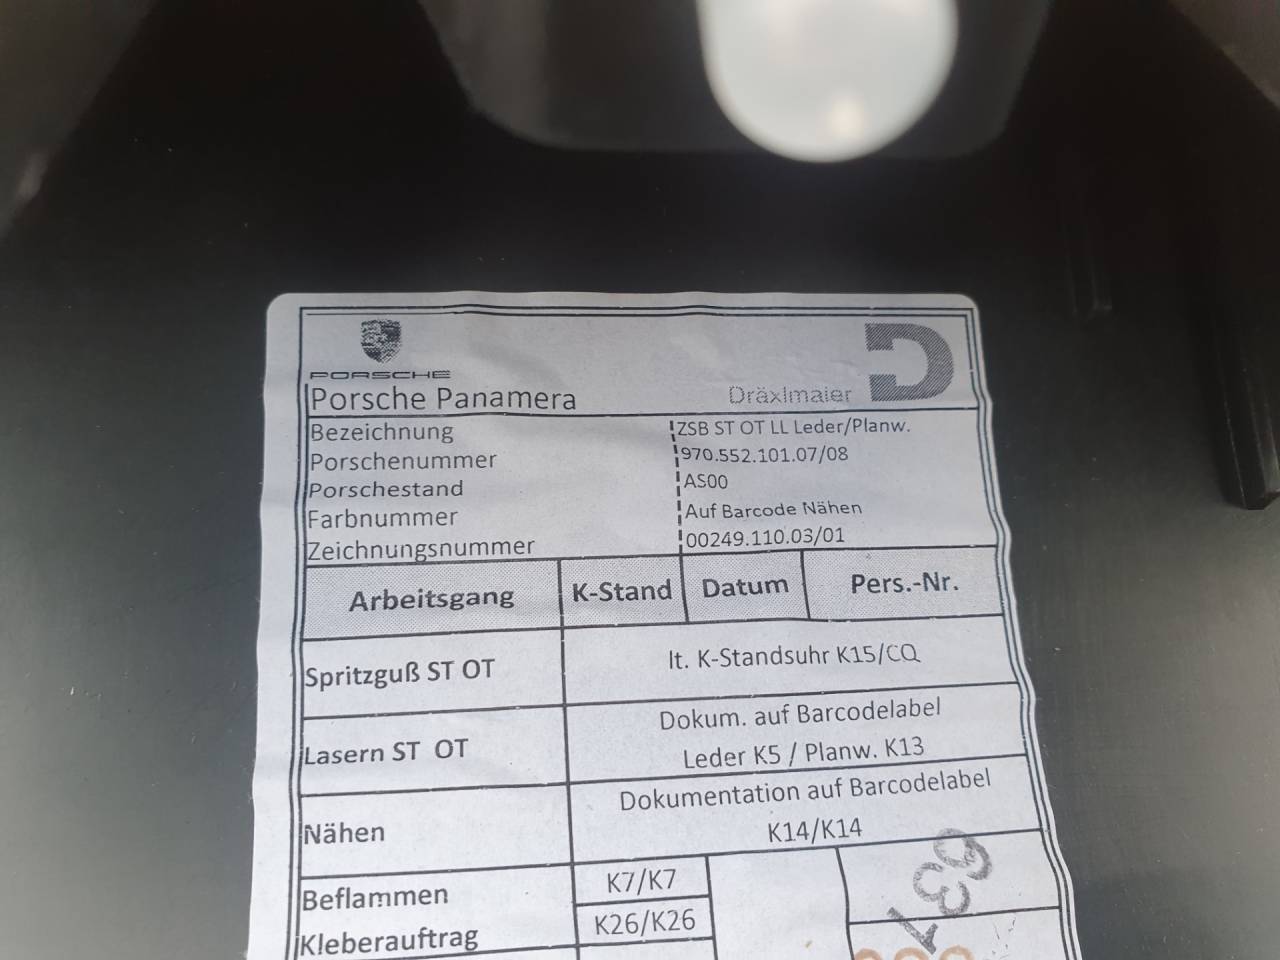 PORSCHE
Porsche Panamera Dräxlmaier
Bezeichnung ZSB ST OT LL Leder/Planw.
Porschenummer 970.552.101.07/08
Porschestand AS00
Farbnummer Auf Barcode Nähen
Zeichnungsnummer 00249.110.03/01
Arbeitsgang K-Stand Datum Pers.-Nr.
Spritzguß ST OT lt. K-Standsuhr K15/CQ
Lasern ST OT Dokum. auf Barcodelabel
Leder K5 / Planw. K13
Nähen Dokumentation auf Barcodelabel
K14/K14
Beflammen K7/K7
Kleberauftrag K26/K26
631